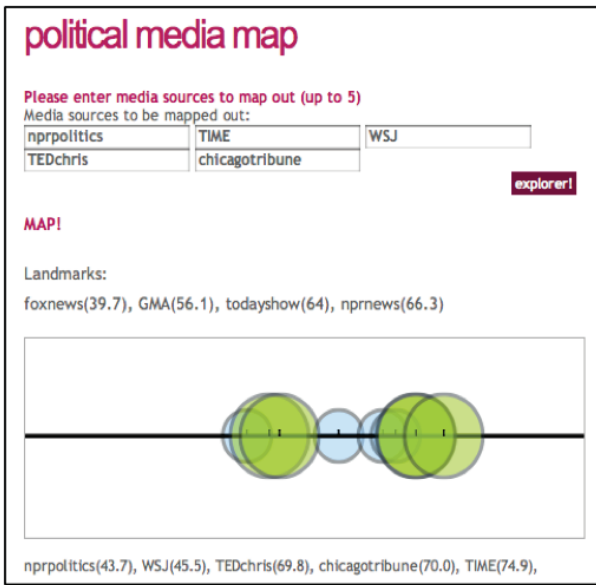 political media map
Please enter media sources to map out (up to 5)
Media sources to be mapped out:
nprpolitics TIME WSJ
TEDchris chicagotribune
explorer!
MAP!
Landmarks:
foxnews(39.7), GMA(56.1), todayshow(64), nprnews(66.3)
nprpolitics(43.7), WSJ(45.5), TEDchris(69.8), chicagotribune(70.0), TIME(74.9),